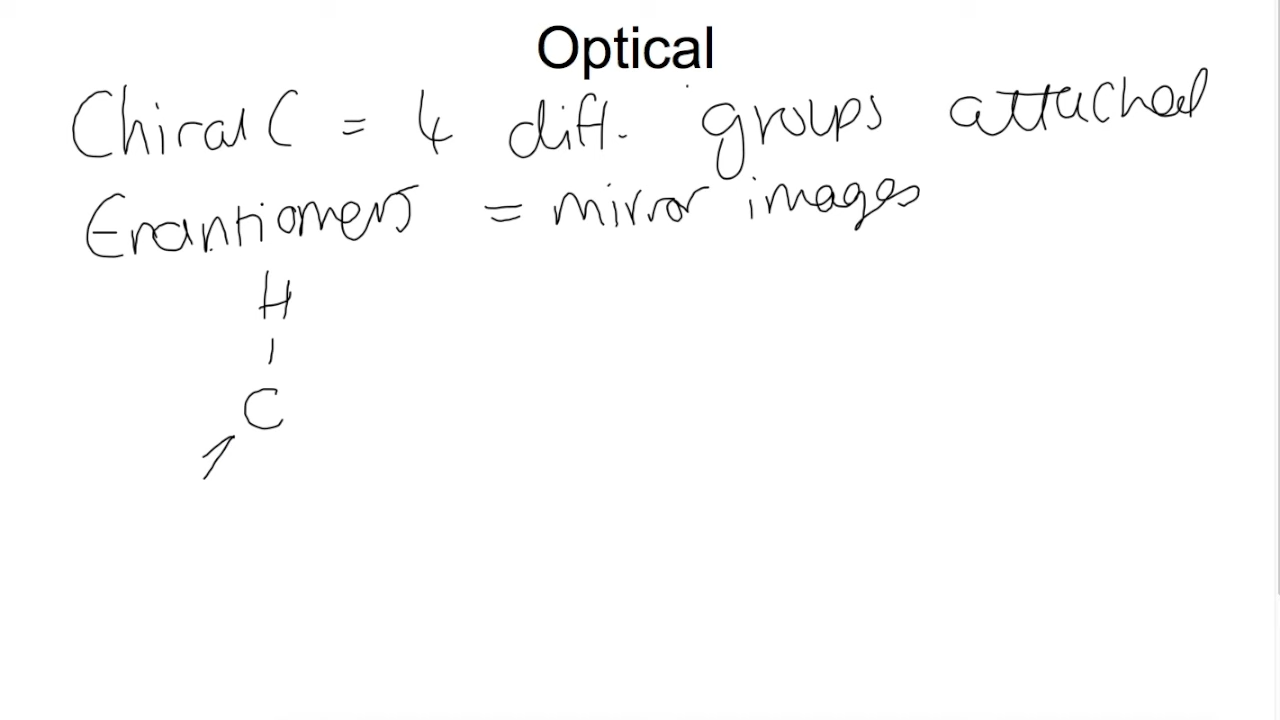 Optical
Chiral C = 4 diff. groups attached
Enantiomers = mirror images
H
C